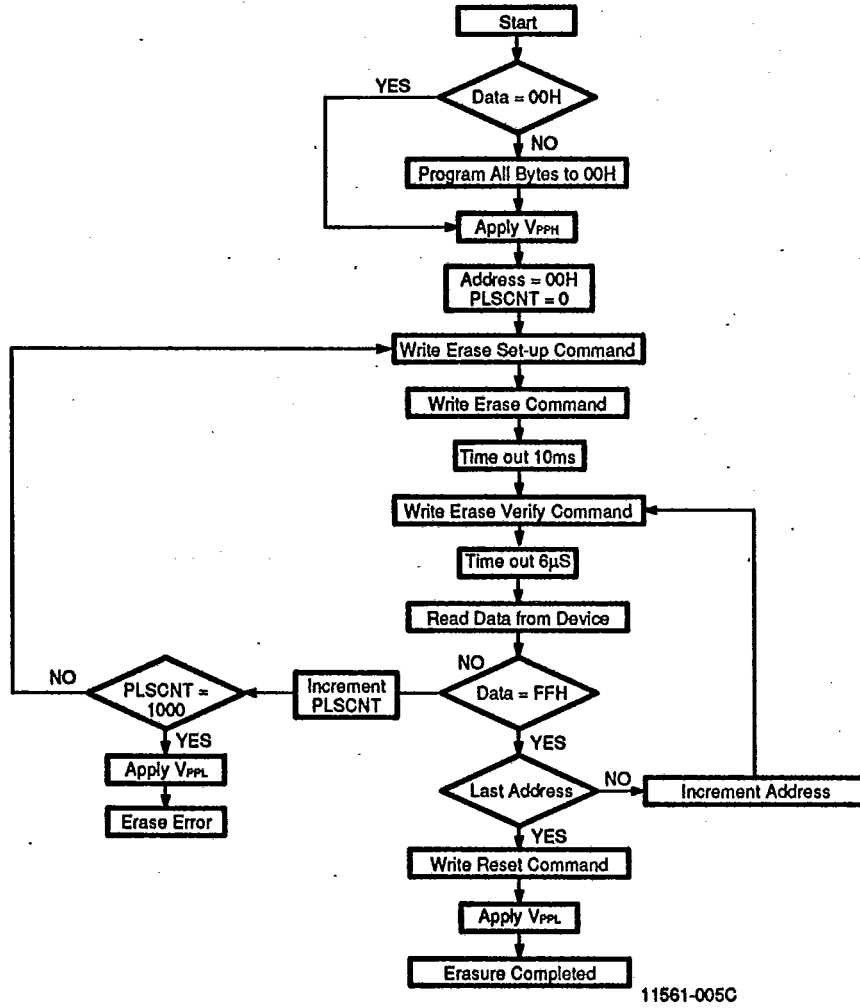 Start
YES
Data = 00H
NO
Program All Bytes to 00H
Apply VPPH
Address = 00H
PLSCNT = 0
Write Erase Set-up Command
Write Erase Command
Time out 10ms
Write Erase Verify Command
Time out 6µS
Read Data from Device
NO
PLSCNT =
1000
Increment
PLSCNT
NO
Data = FFH
YES
YES
Apply VPPL
Last Address
NO
Increment Address
Erase Error
YES
Write Reset Command
Apply VPPL
Erasure Completed
11561-005C